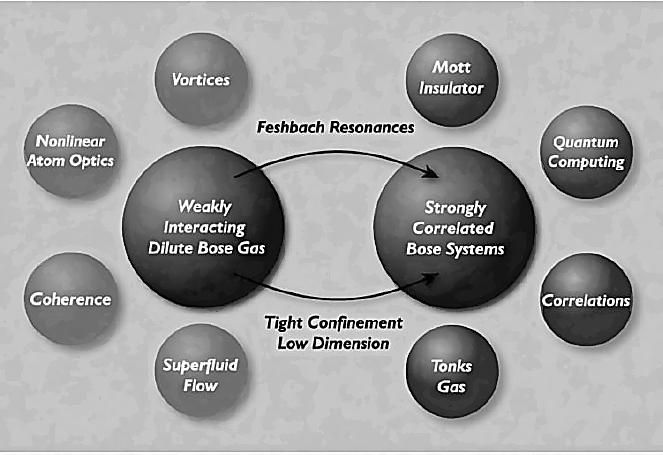 Vortices
Mott
Insulator
Feshbach Resonances
Nonlinear
Atom Optics
Quantum
Computing
Weakly
Interacting
Dilute Bose Gas
Strongly
Correlated
Bose Systems
Coherence
Correlations
Tight Confinement
Low Dimension
Superfluid
Flow
Tonks
Gas